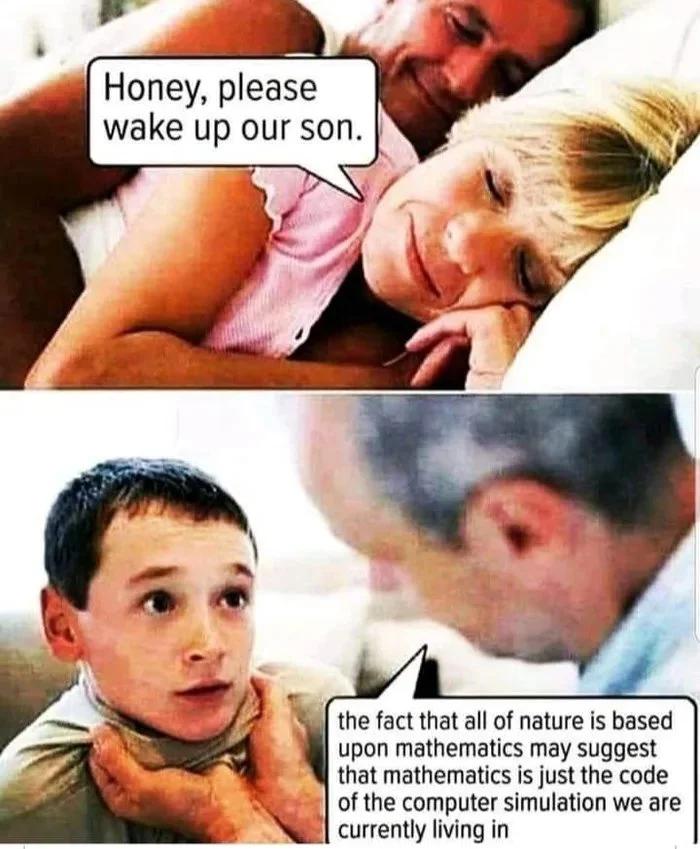 Honey, please
wake up our son.
the fact that all of nature is based
upon mathematics may suggest
that mathematics is just the code
of the computer simulation we are
currently living in